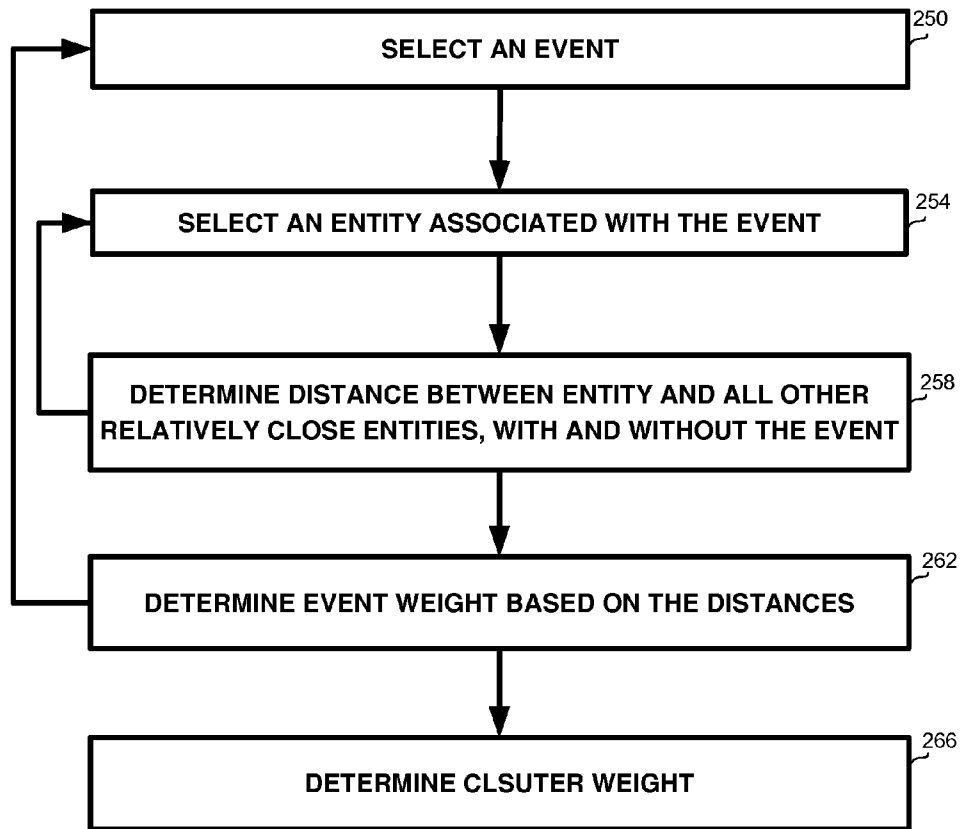 250
SELECT AN EVENT
254
SELECT AN ENTITY ASSOCIATED WITH THE EVENT
258
DETERMINE DISTANCE BETWEEN ENTITY AND ALL OTHER
RELATIVELY CLOSE ENTITIES, WITH AND WITHOUT THE EVENT
262
DETERMINE EVENT WEIGHT BASED ON THE DISTANCES
266
DETERMINE CLSUTER WEIGHT